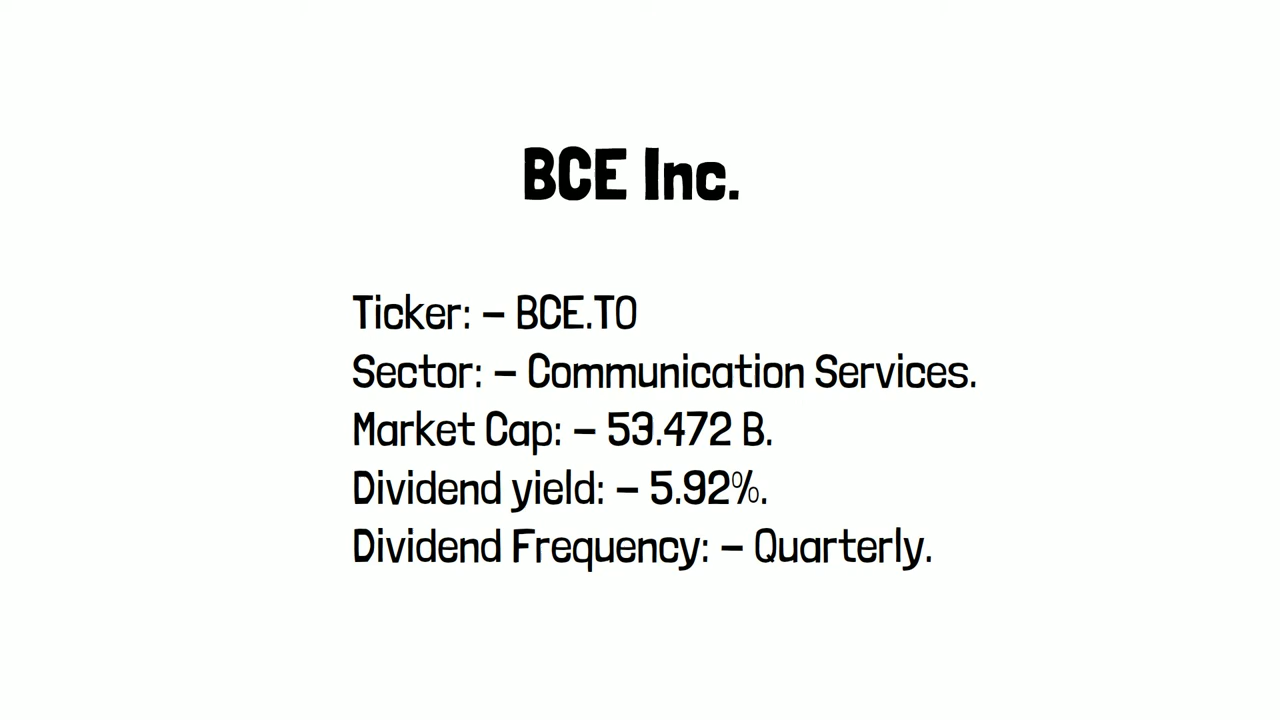 BCE Inc.
Ticker: – BCE.TO
Sector: – Communication Services.
Market Cap: – 53.472 B.
Dividend yield: – 5.92%.
Dividend Frequency: – Quarterly.